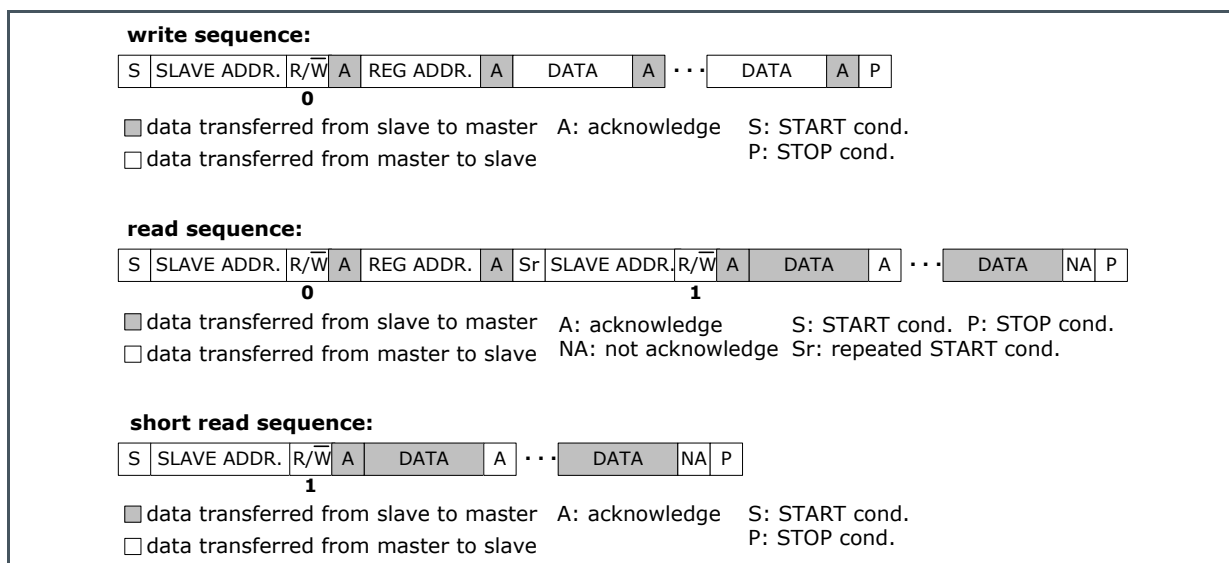 write sequence:
S SLAVE ADDR. R/W̅ A REG ADDR. A DATA A ··· DATA A P
0
data transferred from slave to master A: acknowledge S: START cond.
data transferred from master to slave P: STOP cond.
read sequence:
S SLAVE ADDR. R/W̅ A REG ADDR. A Sr SLAVE ADDR. R/W̅ A DATA A ··· DATA NA P
0 1
data transferred from slave to master A: acknowledge S: START cond. P: STOP cond.
data transferred from master to slave NA: not acknowledge Sr: repeated START cond.
short read sequence:
S SLAVE ADDR. R/W̅ A DATA A ··· DATA NA P
1
data transferred from slave to master A: acknowledge S: START cond.
data transferred from master to slave P: STOP cond.